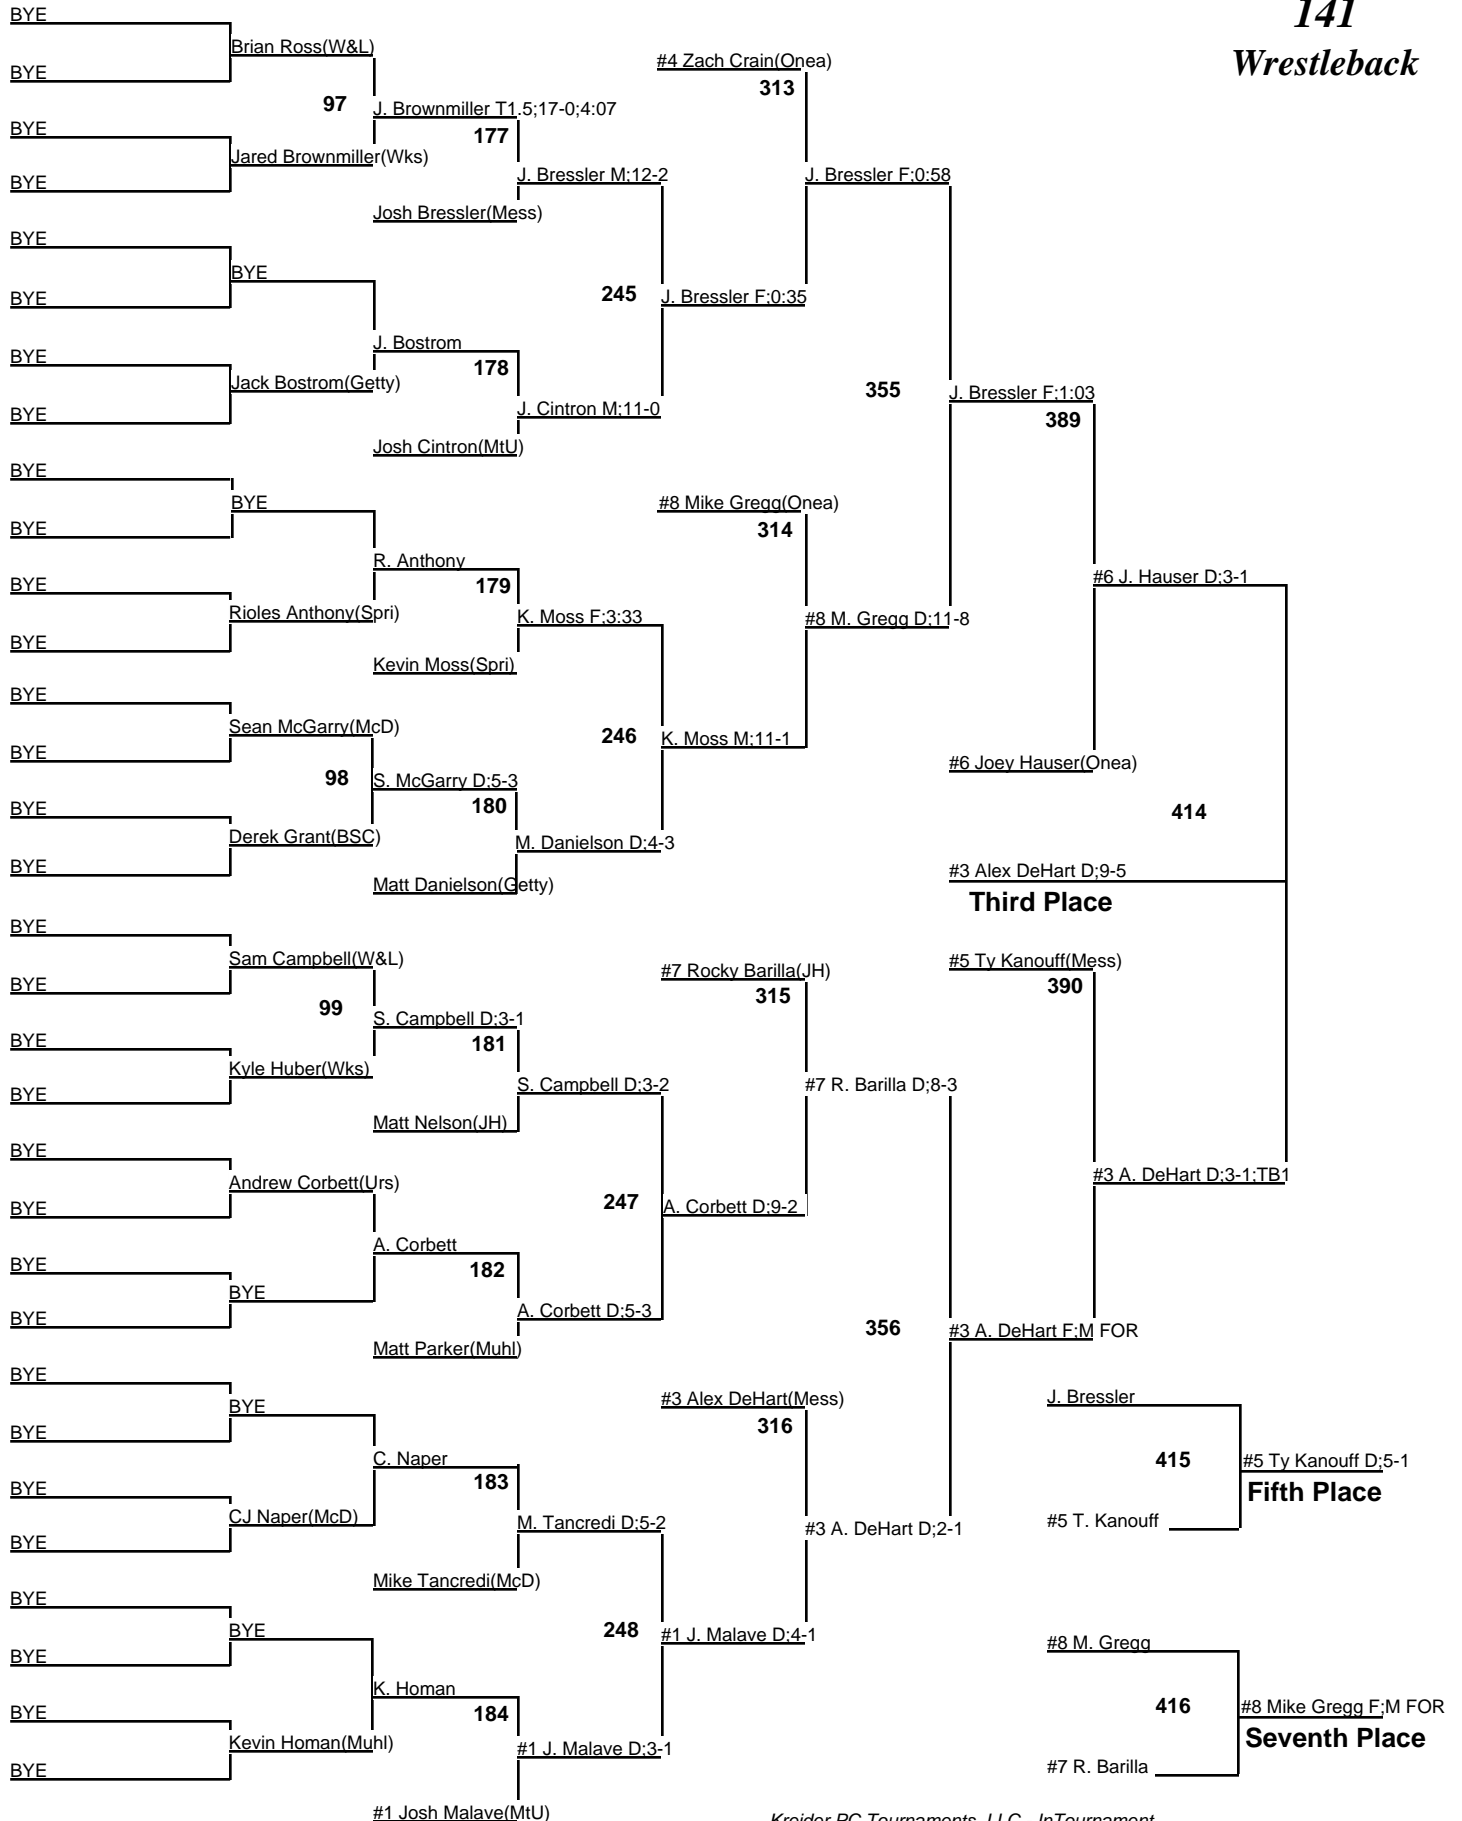 141
Wrestleback
BYE
Brian Ross(W&L)
BYE
97
J. Brownmiller T1.5;17-0;4:07
BYE
177
Jared Brownmiller(Wks)
BYE
J. Bressler M;12-2
Josh Bressler(Mess)
BYE
BYE
BYE
245
J. Bressler F;0:35
J. Bostrom
BYE
178
Jack Bostrom(Getty)
BYE
J. Cintron M;11-0
Josh Cintron(MtU)
#4 Zach Crain(Onea)
313
J. Bressler F;0:58
355
J. Bressler F;1:03
389
BYE
BYE
BYE
R. Anthony
179
BYE
Rioles Anthony(Spri)
K. Moss F;3:33
BYE
Kevin Moss(Spri)
#8 Mike Gregg(Onea)
314
#8 M. Gregg D;11-8
#6 J. Hauser D;3-1
BYE
Sean McGarry(McD)
BYE
246
K. Moss M;11-1
98
S. McGarry D;5-3
180
BYE
Derek Grant(BSC)
M. Danielson D;4-3
BYE
Matt Danielson(Getty)
#6 Joey Hauser(Onea)
414
#3 Alex DeHart D;9-5
Third Place
BYE
Sam Campbell(W&L)
BYE
99
S. Campbell D;3-1
181
BYE
Kyle Huber(Wks)
S. Campbell D;3-2
BYE
Matt Nelson(JH)
#7 Rocky Barilla(JH)
315
#7 R. Barilla D;8-3
#5 Ty Kanouff(Mess)
390
#3 A. DeHart D;3-1;TB1
BYE
Andrew Corbett(Urs)
BYE
247
A. Corbett D;9-2
A. Corbett
182
BYE
BYE
BYE
A. Corbett D;5-3
Matt Parker(Muhl)
356
#3 A. DeHart F;M FOR
BYE
BYE
BYE
C. Naper
183
BYE
CJ Naper(McD)
M. Tancredi D;5-2
BYE
Mike Tancredi(McD)
#3 Alex DeHart(Mess)
316
#3 A. DeHart D;2-1
J. Bressler
415
#5 Ty Kanouff D;5-1
Fifth Place
#5 T. Kanouff
BYE
BYE
BYE
248
#1 J. Malave D;4-1
K. Homan
184
BYE
Kevin Homan(Muhl)
#1 J. Malave D;3-1
BYE
#1 Josh Malave(MtU)
#8 M. Gregg
416
#8 Mike Gregg F;M FOR
Seventh Place
#7 R. Barilla
Kreider PC Tournaments, LLC - InTournament